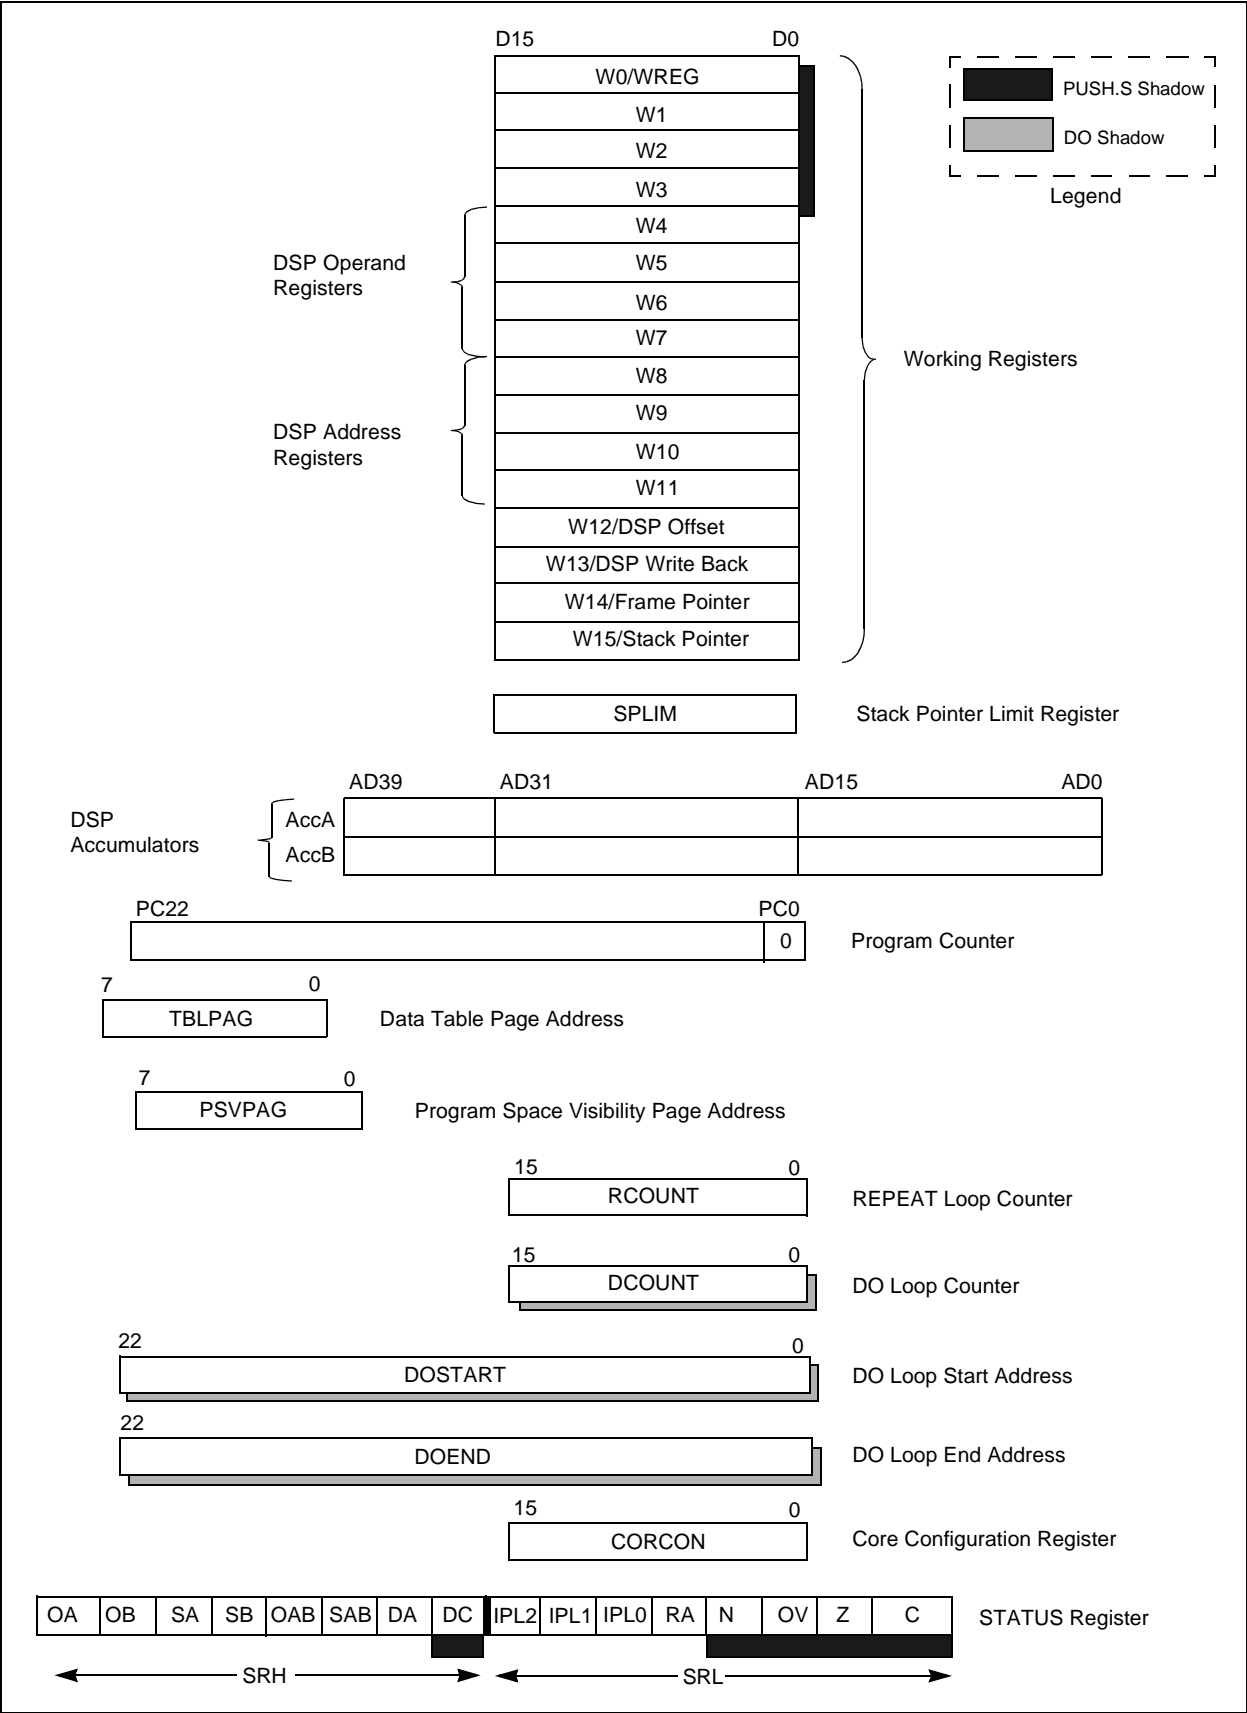 D15 D0
W0/WREG
PUSH.S Shadow
W1
DO Shadow
W2
W3
Legend
W4
DSP Operand
Registers
W5
W6
W7
Working Registers
W8
W9
DSP Address
Registers
W10
W11
W12/DSP Offset
W13/DSP Write Back
W14/Frame Pointer
W15/Stack Pointer
SPLIM Stack Pointer Limit Register
AD39 AD31 AD15 AD0
DSP
Accumulators
AccA
AccB
PC22 PC0
0 Program Counter
7 0
TBLPAG Data Table Page Address
7 0
PSVPAG Program Space Visibility Page Address
15 0
RCOUNT REPEAT Loop Counter
15 0
DCOUNT DO Loop Counter
22 0
DOSTART DO Loop Start Address
22
DOEND DO Loop End Address
15 0
CORCON Core Configuration Register
OA OB SA SB OAB SAB DA DC IPL2 IPL1 IPL0 RA N OV Z C STATUS Register
SRH SRL